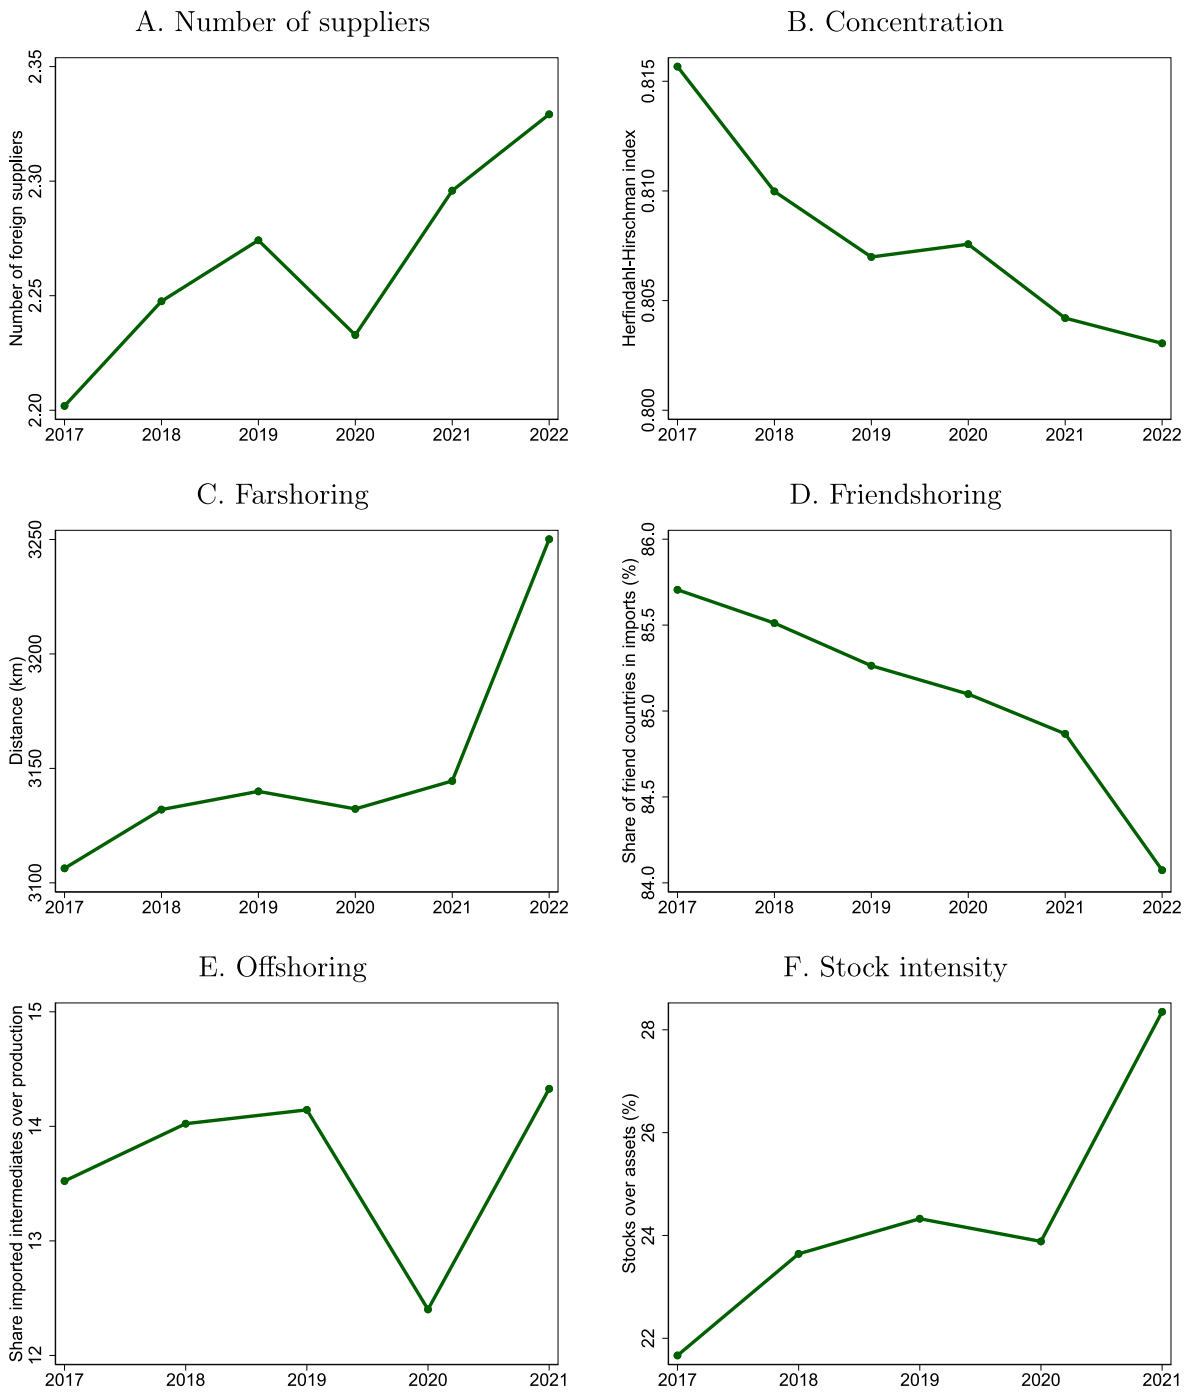 A. Number of suppliers
Number of foreign suppliers
2.35
2.30
2.25
2.20
2017 2018 2019 2020 2021 2022
B. Concentration
Herfindahl-Hirschman index
0.815
0.810
0.805
0.800
2017 2018 2019 2020 2021 2022
C. Farshoring
Distance (km)
3250
3200
3150
3100
2017 2018 2019 2020 2021 2022
D. Friendshoring
Share of friend countries in imports (%)
86.0
85.5
85.0
84.5
84.0
2017 2018 2019 2020 2021 2022
E. Offshoring
Share imported intermediates over production
15
14
13
12
2017 2018 2019 2020 2021
F. Stock intensity
Stocks over assets (%)
28
26
24
22
2017 2018 2019 2020 2021